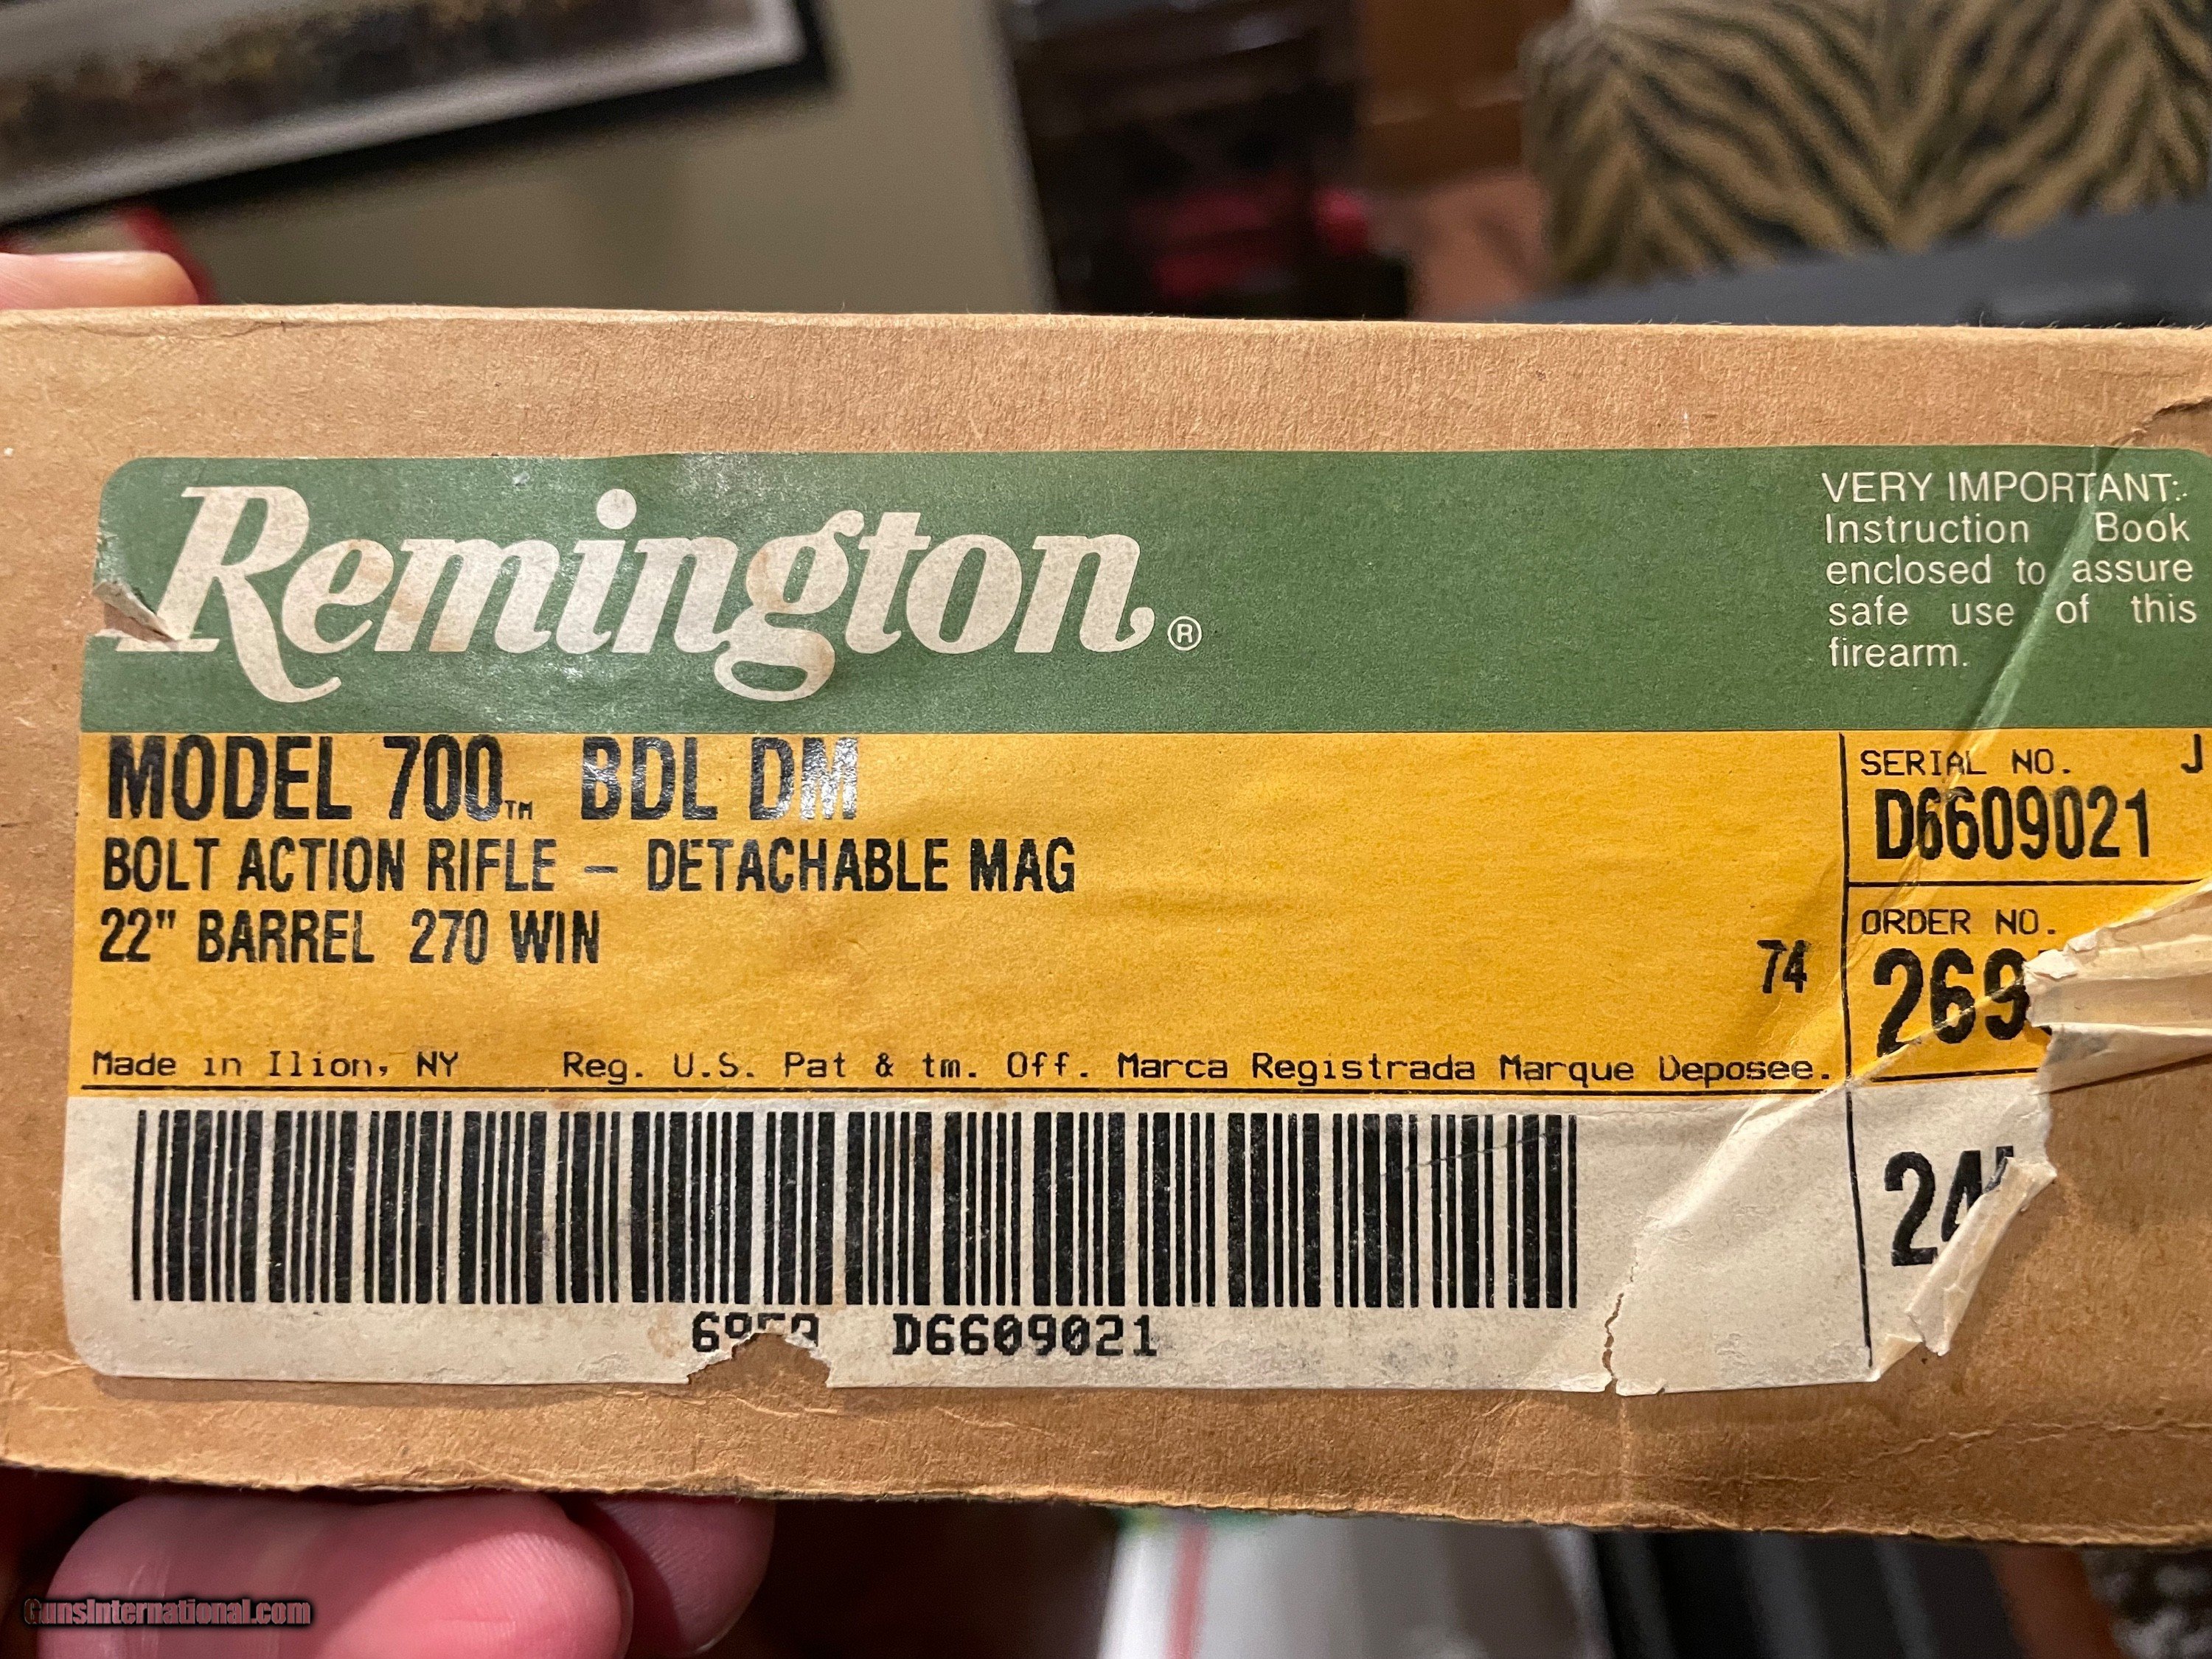 Remington®
VERY IMPORTANT:
Instruction Book
enclosed to assure
safe use of this
firearm.
MODEL 700™ BDL DM
BOLT ACTION RIFLE – DETACHABLE MAG
22" BARREL 270 WIN
74
Made in Ilion, NY Reg. U.S. Pat & tm. Off. Marca Registrada Marque Deposee.
SERIAL NO. J
D6609021
ORDER NO.
D6609021
GunsInternational.com